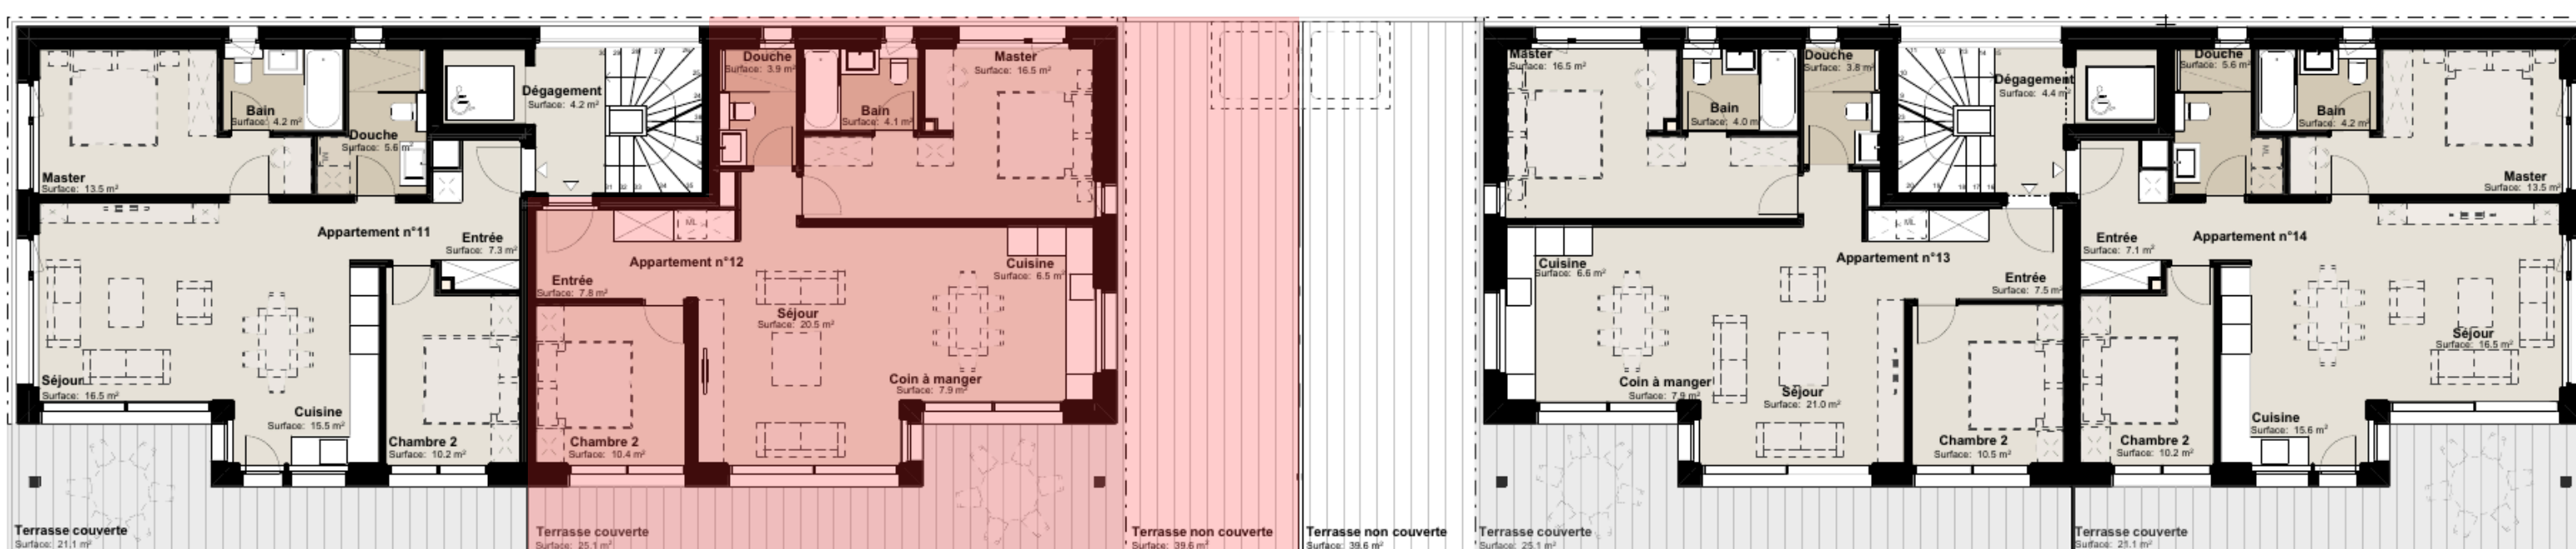 Master
Surface: 13.5 m²
Bain
Surface: 4.2 m²
Douche
Surface: 5.6 m²
ML
Dégagement
Surface: 4.2 m²
Appartement n°11
Entrée
Surface: 7.3 m²
Séjour
Surface: 16.5 m²
Cuisine
Surface: 15.5 m²
Chambre 2
Surface: 10.2 m²
Terrasse couverte
Surface: 21.1 m²
Douche
Surface: 3.9 m²
Bain
Surface: 4.1 m²
Master
Surface: 16.5 m²
ML
Appartement n°12
Entrée
Surface: 7.8 m²
Cuisine
Surface: 6.5 m²
Séjour
Surface: 20.5 m²
Coin à manger
Surface: 7.9 m²
Chambre 2
Surface: 10.4 m²
Terrasse couverte
Surface: 25.1 m²
Terrasse non couverte
Surface: 39.6 m²
Terrasse non couverte
Surface: 39.6 m²
Master
Surface: 16.5 m²
Bain
Surface: 4.0 m
Douche
Surface: 3.8 m²
Dégagement
Surface: 4.4 m²
ML
Appartement n°13
Cuisine
Surface: 6.6 m²
Entrée
Surface: 7.5 m²
Coin à manger
Surface: 7.9 m²
Séjour
Surface: 21.0 m²
Chambre 2
Surface: 10.5 m²
Terrasse couverte
Surface: 25.1 m²
Douche
Surface: 5.6 m²
Bain
Surface: 4.2 m²
ML
Master
Surface: 13.5 m²
Entrée
Surface: 7.1 m²
Appartement n°14
Séjour
Surface: 16.5 m²
Cuisine
Surface: 15.6 m²
Chambre 2
Surface: 10.2 m²
Terrasse couverte
Surface: 21.1 m²